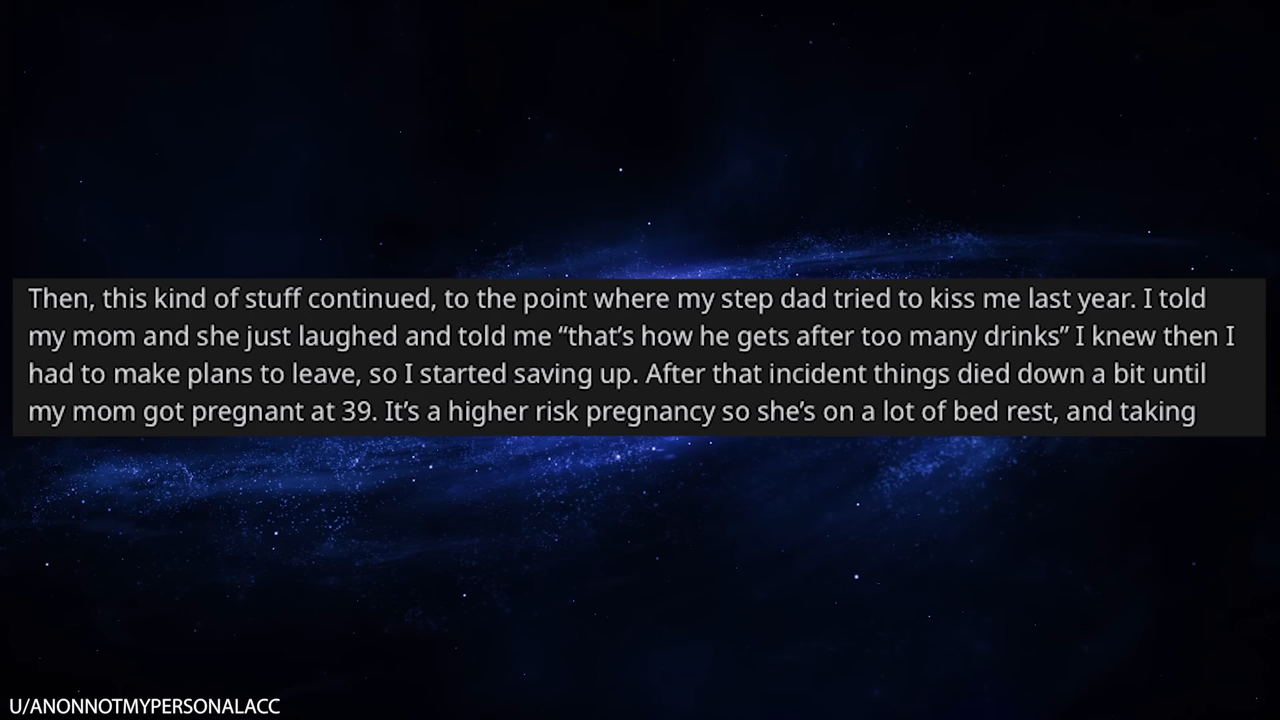 Then, this kind of stuff continued, to the point where my step dad tried to kiss me last year. I told
my mom and she just laughed and told me “that’s how he gets after too many drinks” I knew then I
had to make plans to leave, so I started saving up. After that incident things died down a bit until
my mom got pregnant at 39. It’s a higher risk pregnancy so she’s on a lot of bed rest, and taking
U/ANONNOTMYPERSONALACC